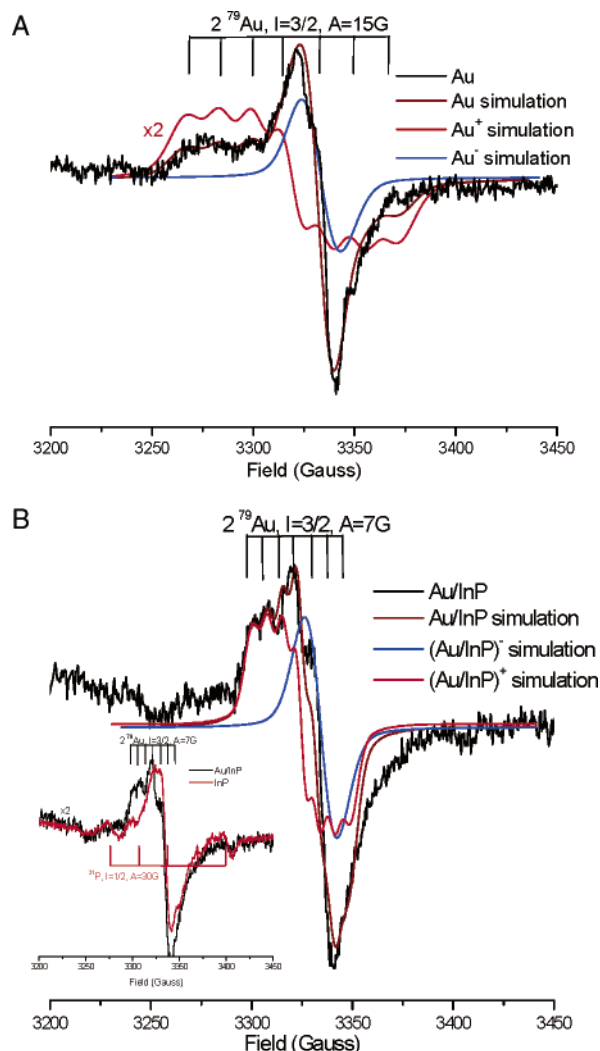 A
2 ⁷⁹Au, I=3/2, A=15G
Au
Au simulation
Au⁺ simulation
Au⁻ simulation
x2
3200 3250 3300 3350 3400 3450
Field (Gauss)
B
2 ⁷⁹Au, I=3/2, A=7G
Au/InP
Au/InP simulation
(Au/InP)⁻ simulation
(Au/InP)⁺ simulation
2 ⁷⁹Au, I=3/2, A=7G
Au/InP
InP
x2
³¹P, I=1/2, A=30G
3200 3250 3300 3350 3400 3450
Field (Gauss)
3200 3250 3300 3350 3400 3450
Field (Gauss)